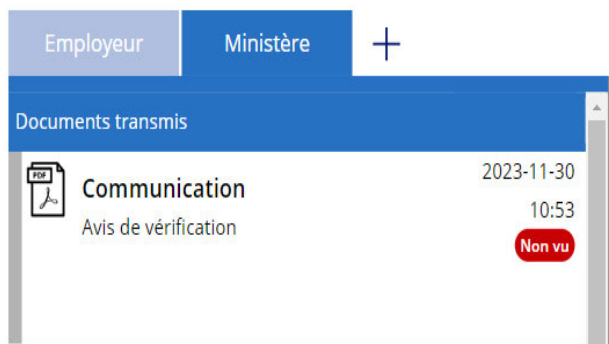 Employeur Ministère +
Documents transmis
PDF
Communication 2023-11-30
Avis de vérification 10:53
Non vu